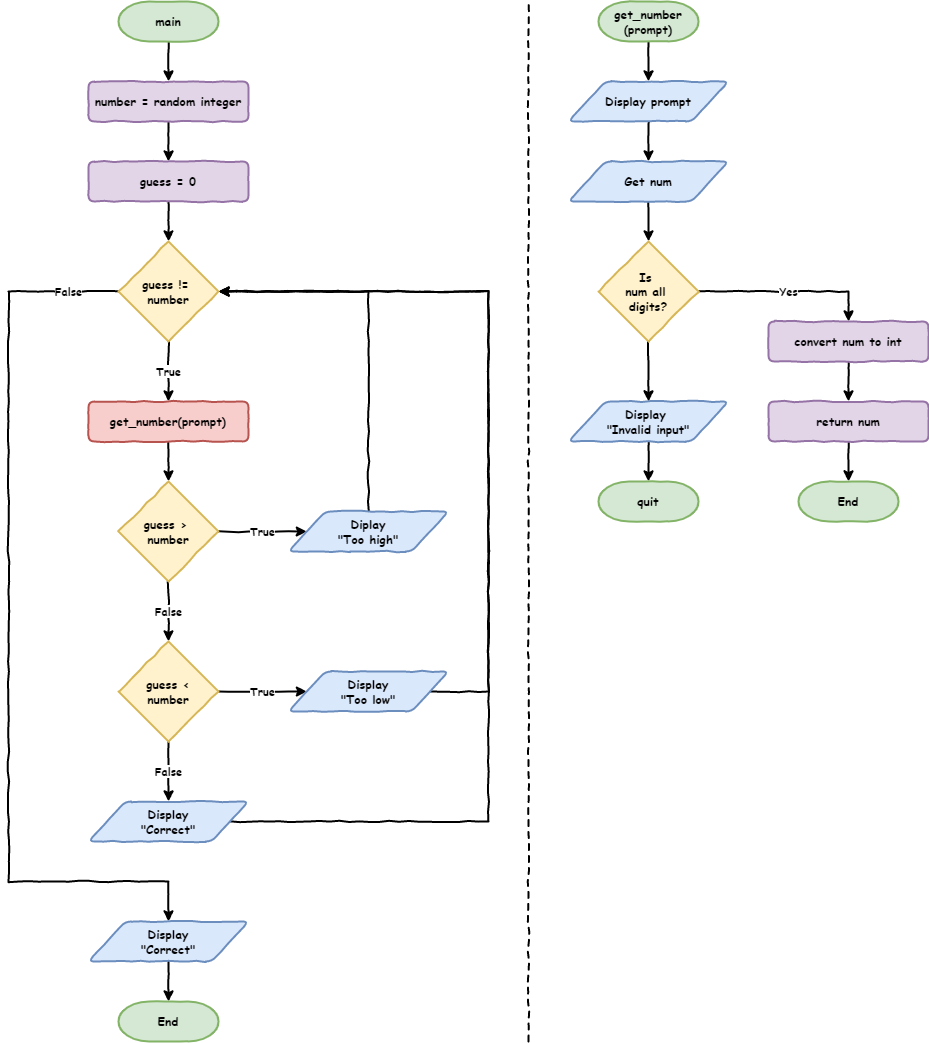 main
number = random integer
guess = 0
guess !=
number
False
True
get_number(prompt)
guess >
number
True
Diplay
"Too high"
False
guess <
number
True
Display
"Too low"
False
Display
"Correct"
Display
"Correct"
End
get_number
(prompt)
Display prompt
Get num
Is
num all
digits?
Yes
convert num to int
return num
End
Display
"Invalid input"
quit